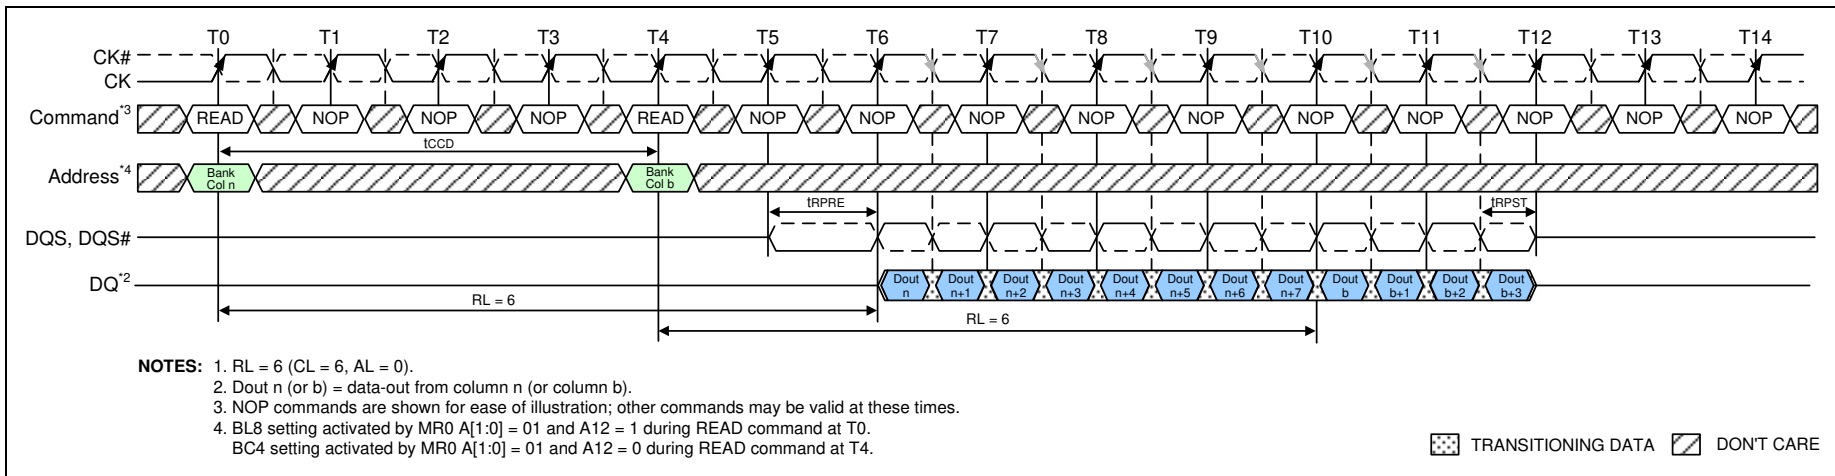 T0 T1 T2 T3 T4 T5 T6 T7 T8 T9 T10 T11 T12 T13 T14
CK#
CK
Command*3 READ NOP NOP NOP READ NOP NOP NOP NOP NOP NOP NOP NOP NOP NOP
tCCD
Address*4 Bank Col n Bank Col b
tRPRE tRPST
DQS, DQS#
DQ*2 Dout n Dout n+1 Dout n+2 Dout n+3 Dout n+4 Dout n+5 Dout n+6 Dout n+7 Dout b Dout b+1 Dout b+2 Dout b+3
RL = 6
RL = 6
NOTES: 1. RL = 6 (CL = 6, AL = 0).
2. Dout n (or b) = data-out from column n (or column b).
3. NOP commands are shown for ease of illustration; other commands may be valid at these times.
4. BL8 setting activated by MR0 A[1:0] = 01 and A12 = 1 during READ command at T0.
BC4 setting activated by MR0 A[1:0] = 01 and A12 = 0 during READ command at T4.
TRANSITIONING DATA DON'T CARE